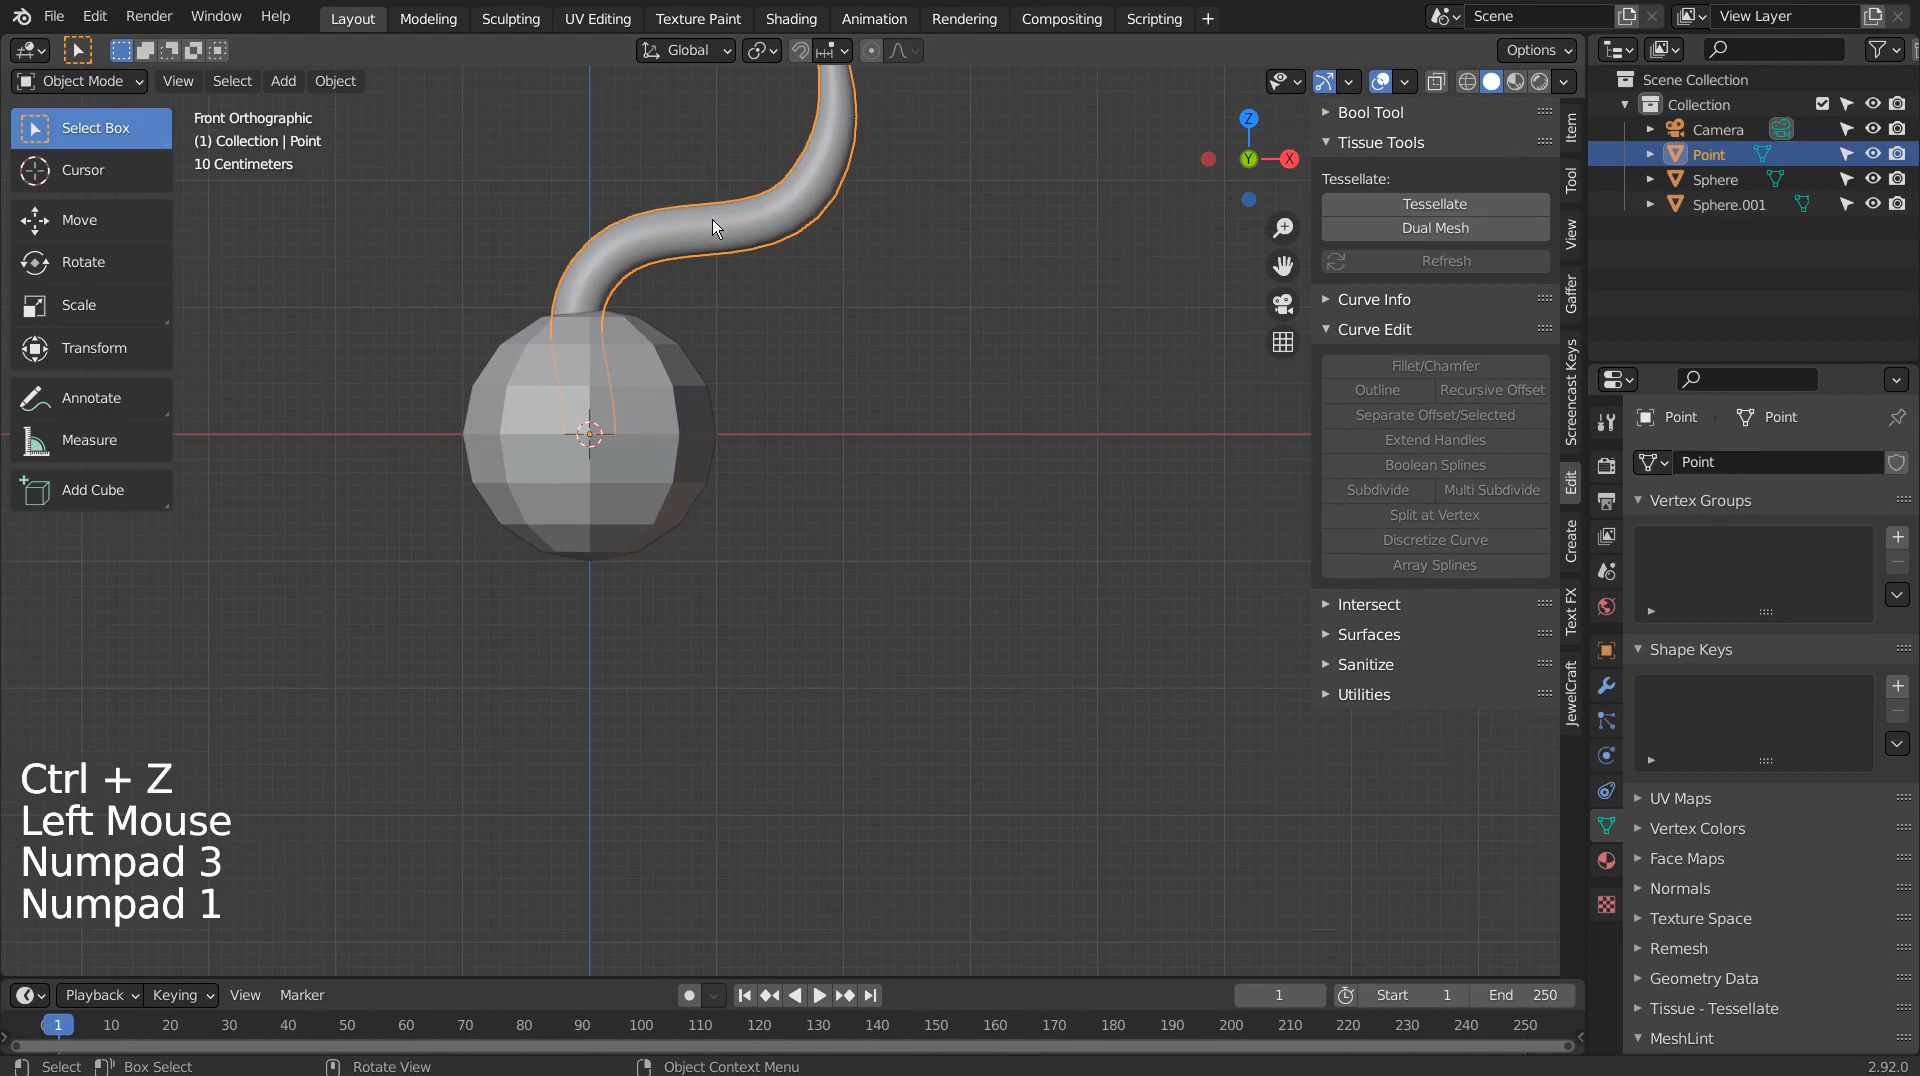 File Edit Render Window Help Layout Modeling Sculpting UV Editing Texture Paint Shading Animation Rendering Compositing Scripting + Scene View Layer
Global Options
Object Mode View Select Add Object
Select Box
Cursor
Move
Rotate
Scale
Transform
Annotate
Measure
Add Cube
Front Orthographic
(1) Collection | Point
10 Centimeters
Z
Y
X
Bool Tool
Tissue Tools
Tessellate:
Tessellate
Dual Mesh
Refresh
Curve Info
Curve Edit
Fillet/Chamfer
Outline Recursive Offset
Separate Offset/Selected
Extend Handles
Boolean Splines
Subdivide Multi Subdivide
Split at Vertex
Discretize Curve
Array Splines
Intersect
Surfaces
Sanitize
Utilities
Item
Tool
View
Gaffer
Screencast Keys
Edit
Create
Text FX
JewelCraft
Scene Collection
Collection
Camera
Point
Sphere
Sphere.001
Point Point
Point
Vertex Groups
Shape Keys
UV Maps
Vertex Colors
Face Maps
Normals
Texture Space
Remesh
Geometry Data
Tissue - Tessellate
MeshLint
Ctrl + Z
Left Mouse
Numpad 3
Numpad 1
Playback Keying View Marker 1 Start 1 End 250
1 10 20 30 40 50 60 70 80 90 100 110 120 130 140 150 160 170 180 190 200 210 220 230 240 250
Select Box Select Rotate View Object Context Menu 2.92.0